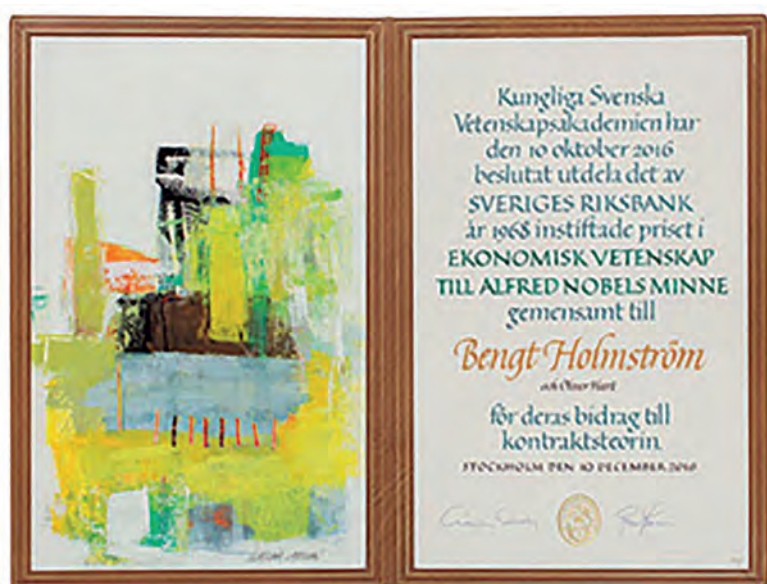 Kungliga Svenska
Vetenskapsakademien har
den 10 oktober 2016
beslutat utdela det av
SVERIGES RIKSBANK
år 1968 instiftade priset i
EKONOMISK VETENSKAP
TILL ALFRED NOBELS MINNE
gemensamt till
Bengt Holmström
och Oliver Hart
för deras bidrag till
kontraktsteorin
STOCKHOLM DEN 10 DECEMBER 2016